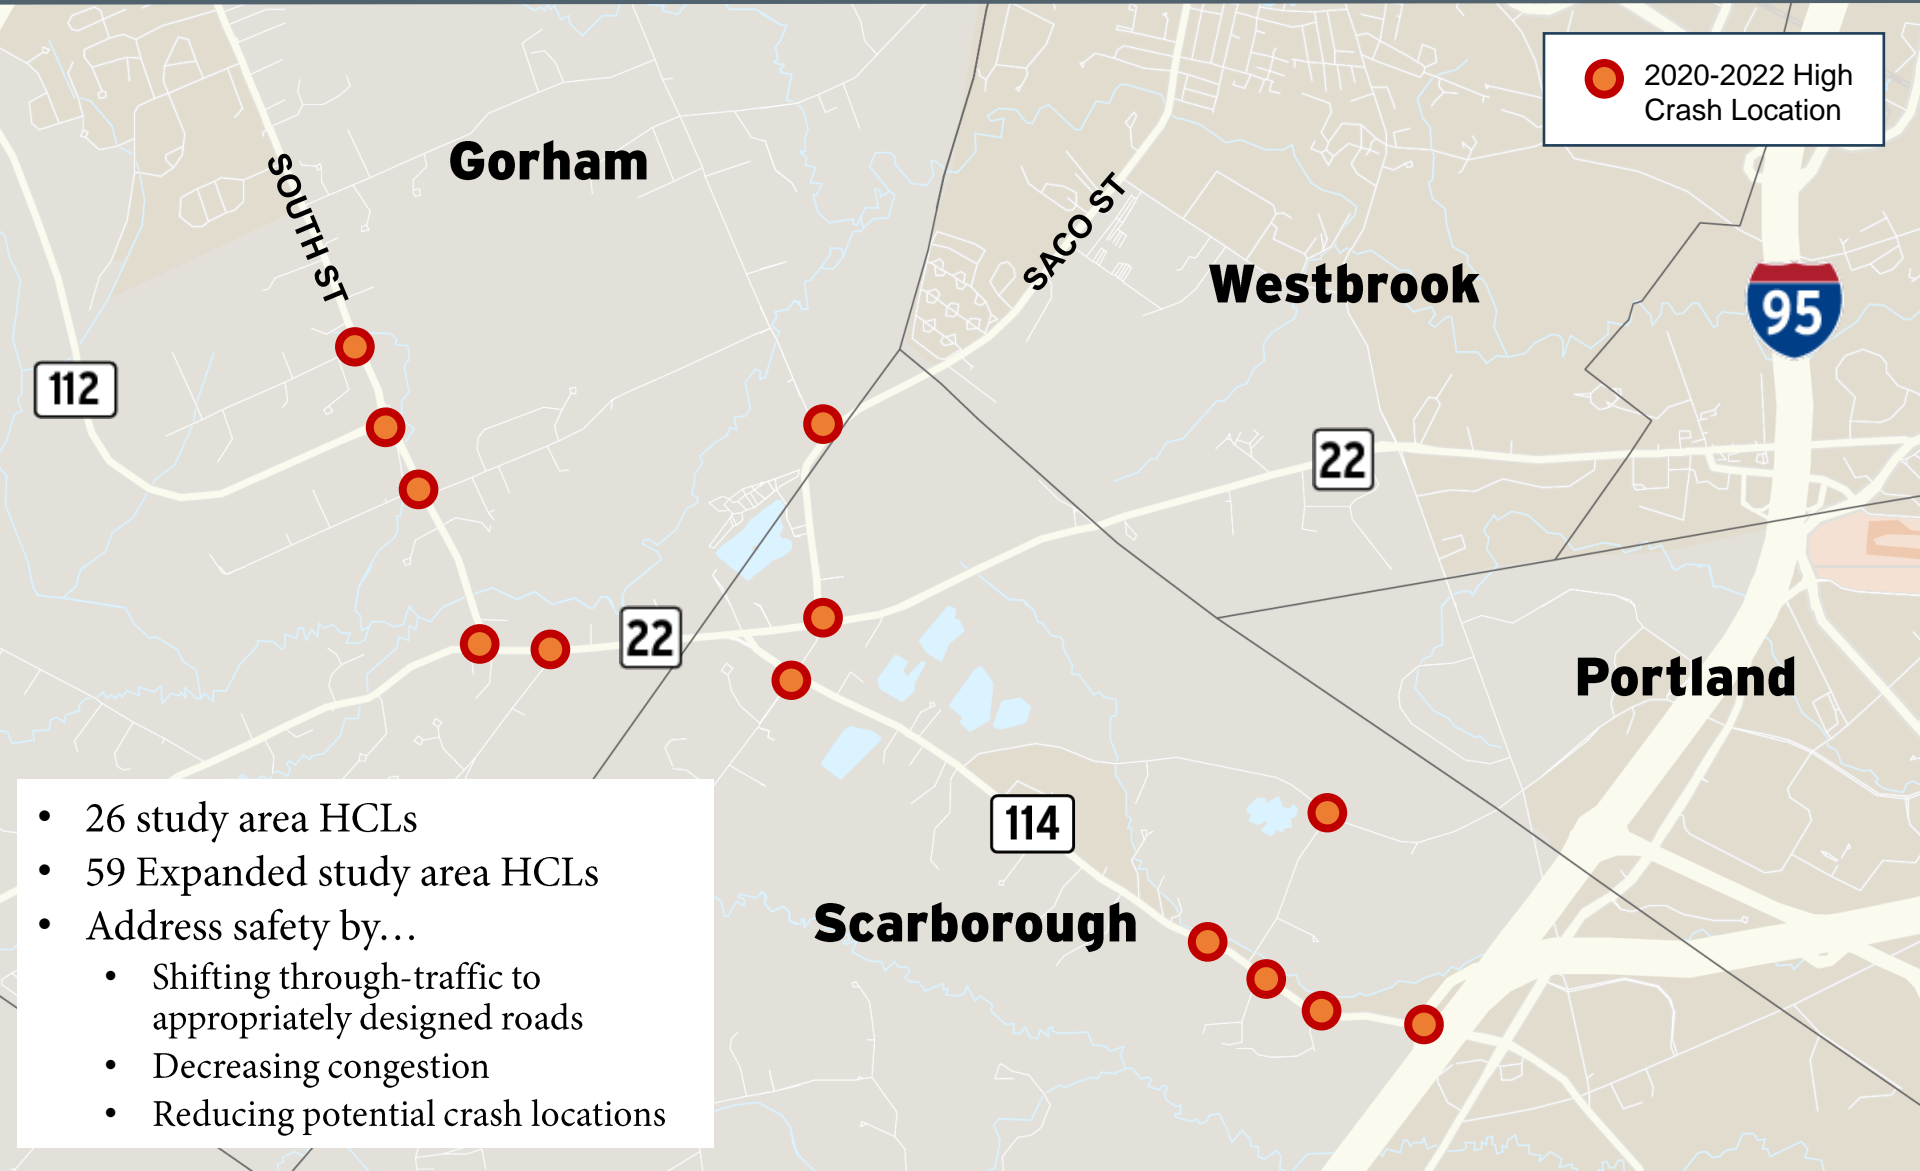 2020-2022 High
Crash Location
Gorham
SOUTH ST
SACO ST
Westbrook
95
112
22
22
Portland
114
Scarborough
• 26 study area HCLs
• 59 Expanded study area HCLs
• Address safety by…
• Shifting through-traffic to
appropriately designed roads
• Decreasing congestion
• Reducing potential crash locations